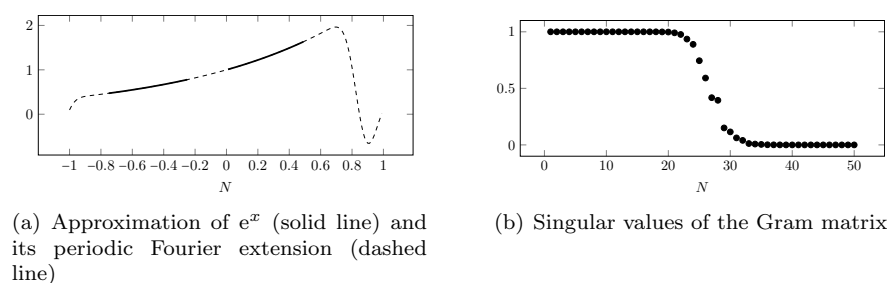 2
1
0
−1 −0.8 −0.6 −0.4 −0.2 0 0.2 0.4 0.6 0.8 1
N
(a) Approximation of e^x (solid line) and
its periodic Fourier extension (dashed
line)
1
0.5
0
0 10 20 30 40 50
N
(b) Singular values of the Gram matrix